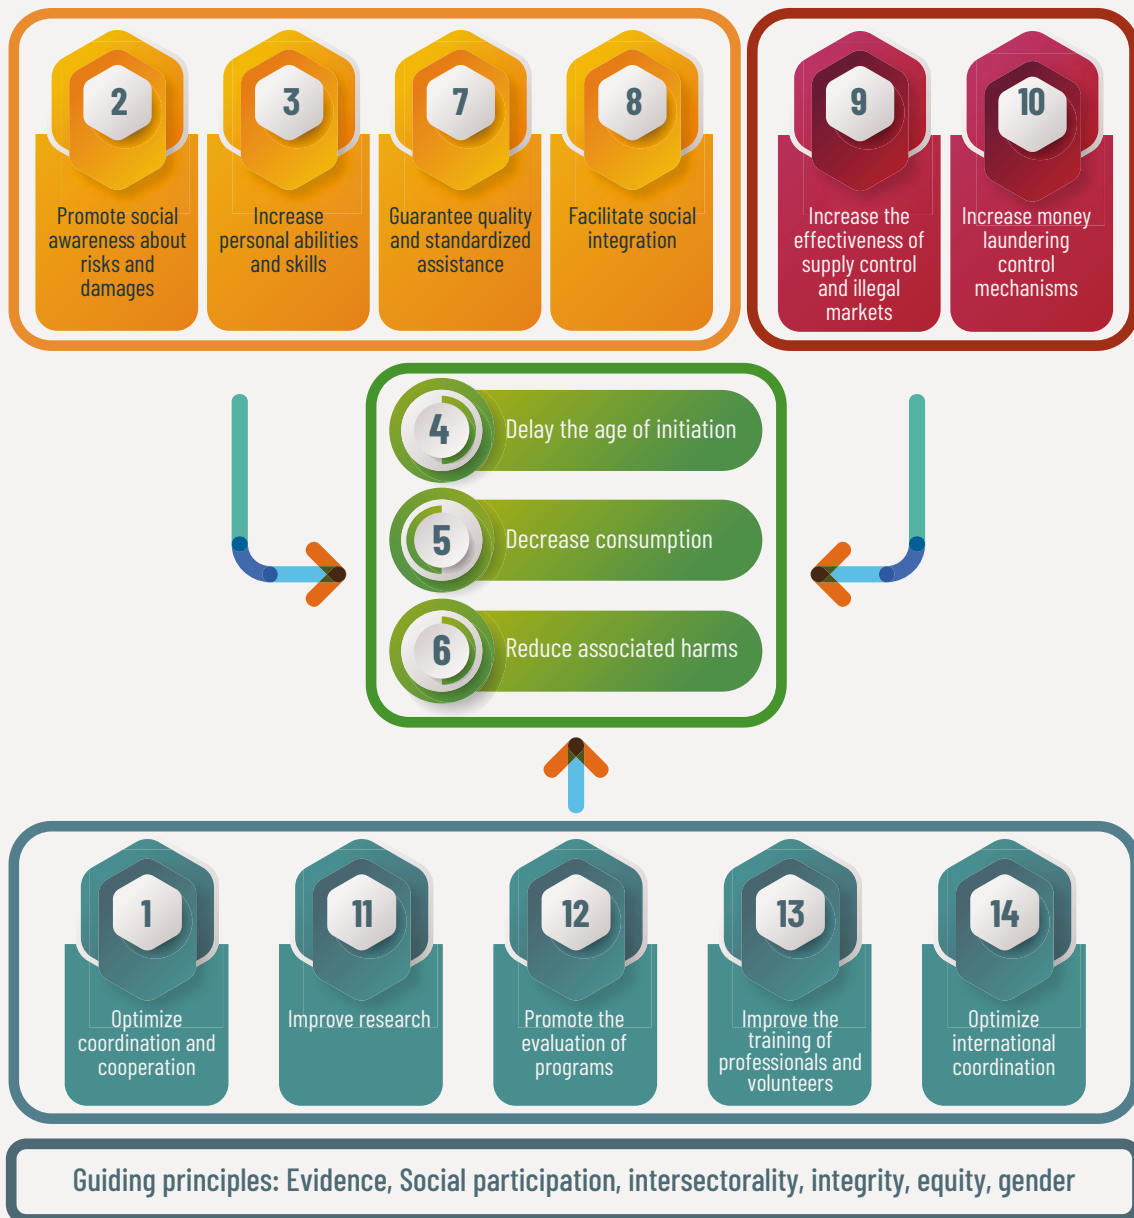 2
Promote social
awareness about
risks and
damages
3
Increase
personal abilities
and skills
7
Guarantee quality
and standardized
assistance
8
Facilitate social
integration
9
Increase the
effectiveness of
supply control
and illegal
markets
10
Increase money
laundering
control
mechanisms
4
Delay the age of initiation
5
Decrease consumption
6
Reduce associated harms
1
Optimize
coordination and
cooperation
11
Improve research
12
Promote the
evaluation of
programs
13
Improve the
training of
professionals and
volunteers
14
Optimize
international
coordination
Guiding principles: Evidence, Social participation, intersectorality, integrity, equity, gender